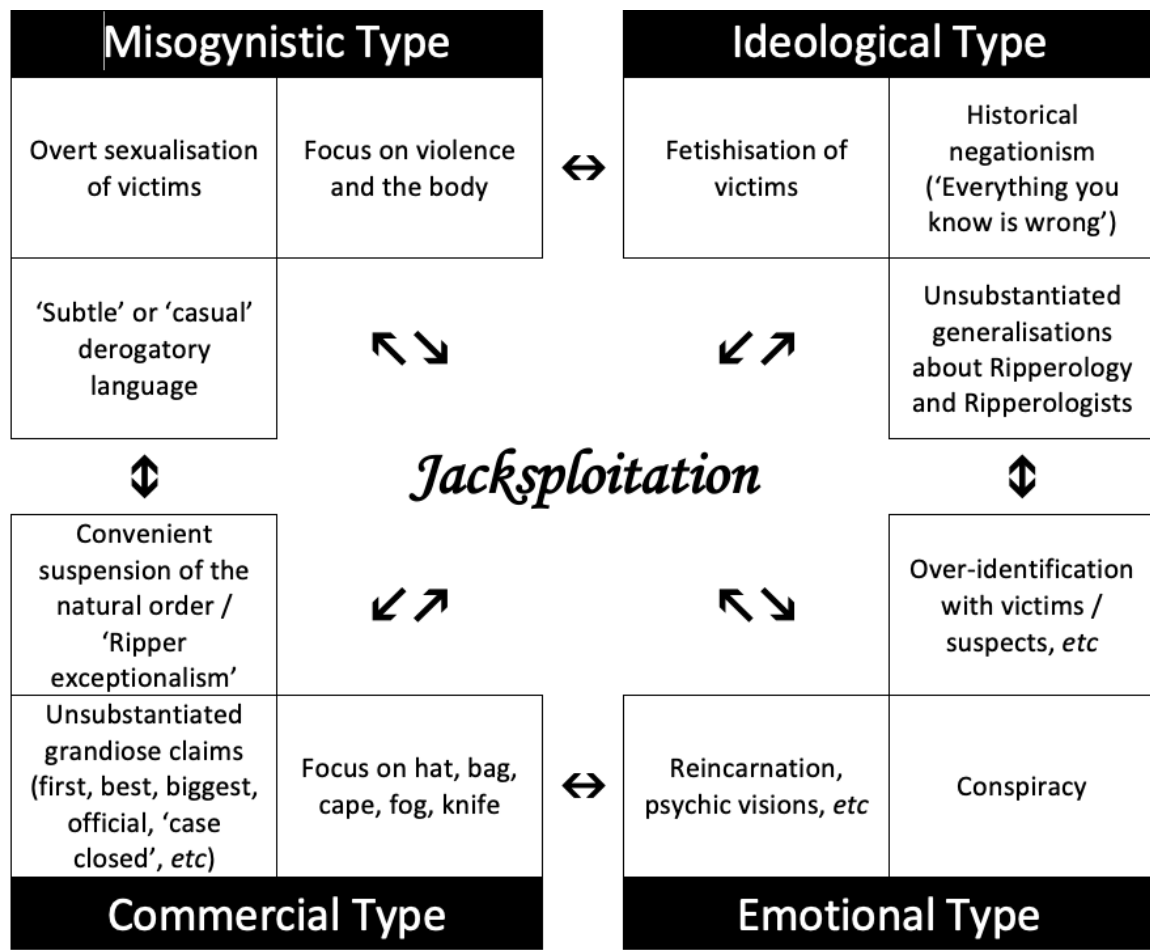 Misogynistic Type
Overt sexualisation
of victims
Focus on violence
and the body
‘Subtle’ or ‘casual’
derogatory
language
Ideological Type
Fetishisation of
victims
Historical
negationism
(‘Everything you
know is wrong’)
Unsubstantiated
generalisations
about Ripperology
and Ripperologists
Jacksploitation
Convenient
suspension of the
natural order /
‘Ripper
exceptionalism’
Unsubstantiated
grandiose claims
(first, best, biggest,
official, ‘case
closed’, etc)
Focus on hat, bag,
cape, fog, knife
Commercial Type
Over-identification
with victims /
suspects, etc
Reincarnation,
psychic visions, etc
Conspiracy
Emotional Type